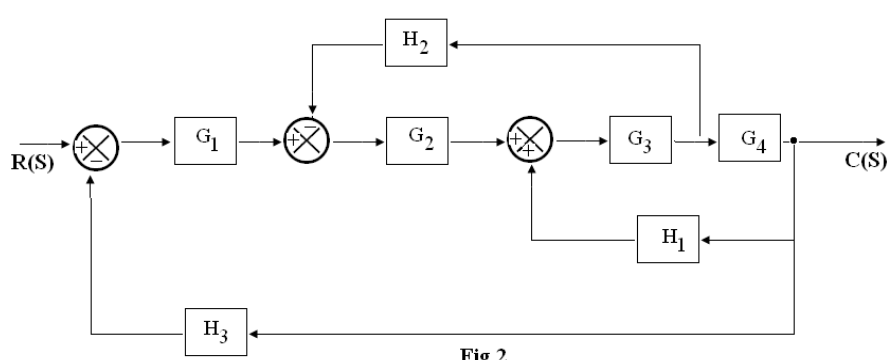 H2
R(S) + − G1 + − G2 + + G3 G4 C(S)
H1
H3
Fig 2